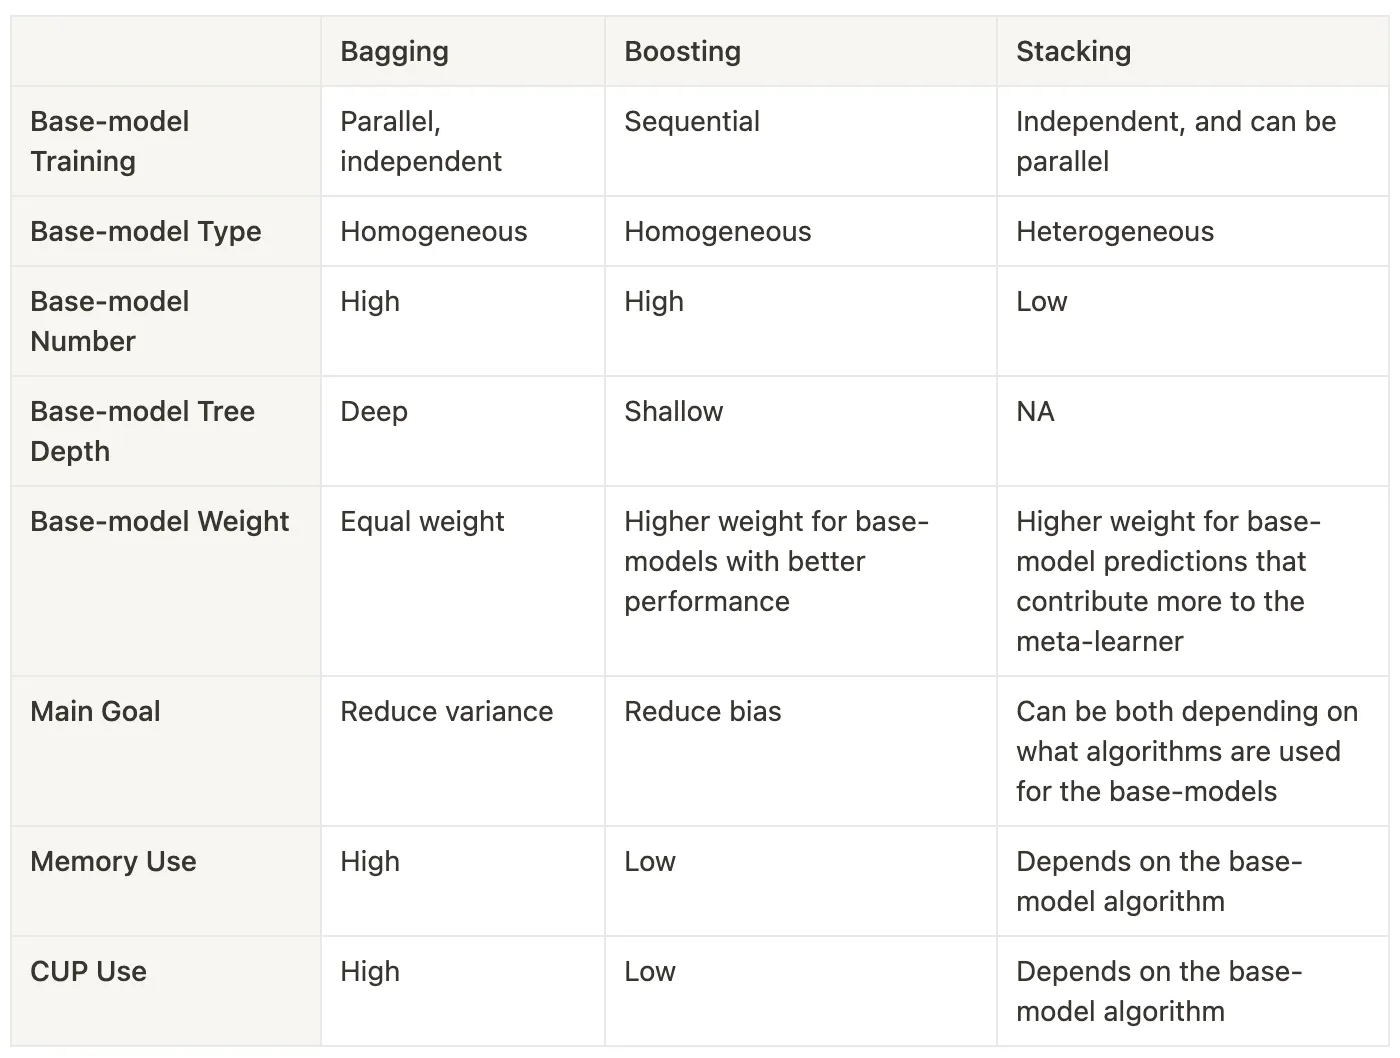 Bagging Boosting Stacking
Base-model Training
Parallel, independent
Sequential
Independent, and can be parallel
Base-model Type
Homogeneous
Homogeneous
Heterogeneous
Base-model Number
High
High
Low
Base-model Tree Depth
Deep
Shallow
NA
Base-model Weight
Equal weight
Higher weight for base-
models with better
performance
Higher weight for base-
model predictions that
contribute more to the
meta-learner
Main Goal
Reduce variance
Reduce bias
Can be both depending on
what algorithms are used
for the base-models
Memory Use
High
Low
Depends on the base-
model algorithm
CUP Use
High
Low
Depends on the base-
model algorithm